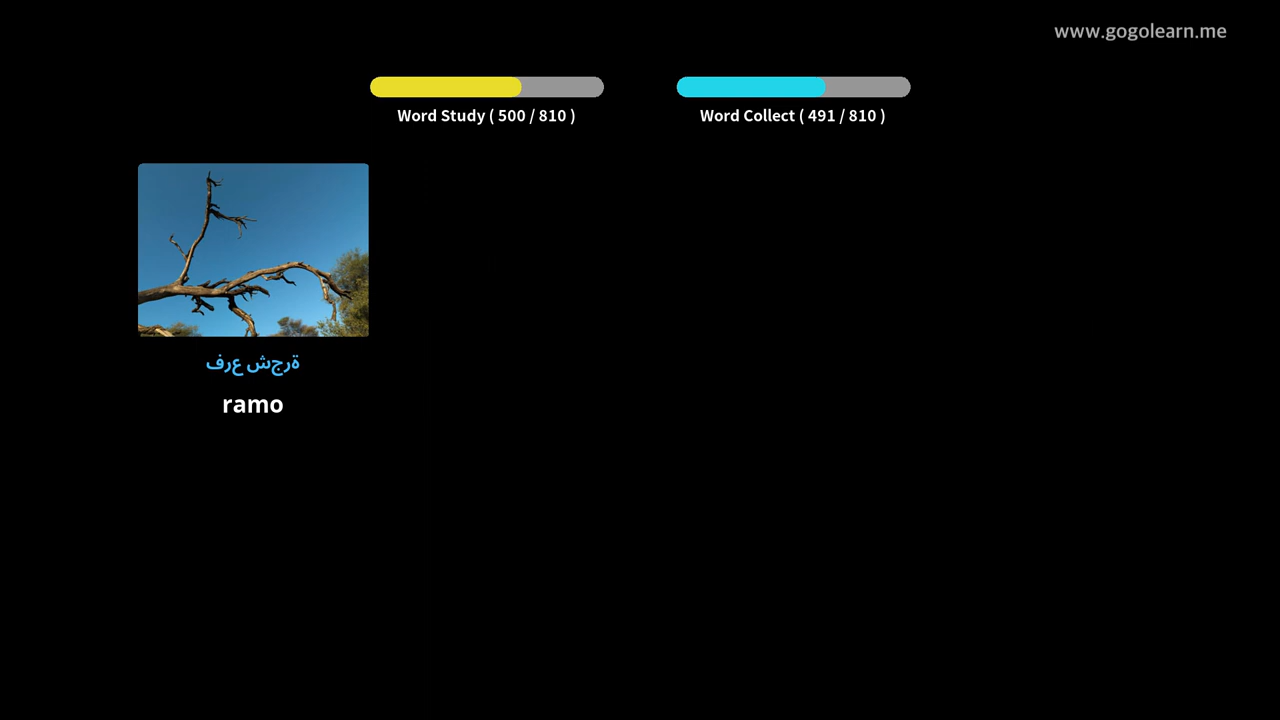 www.gogolearn.me
Word Study ( 500 / 810 )
Word Collect ( 491 / 810 )
ةرجش عرف
ramo